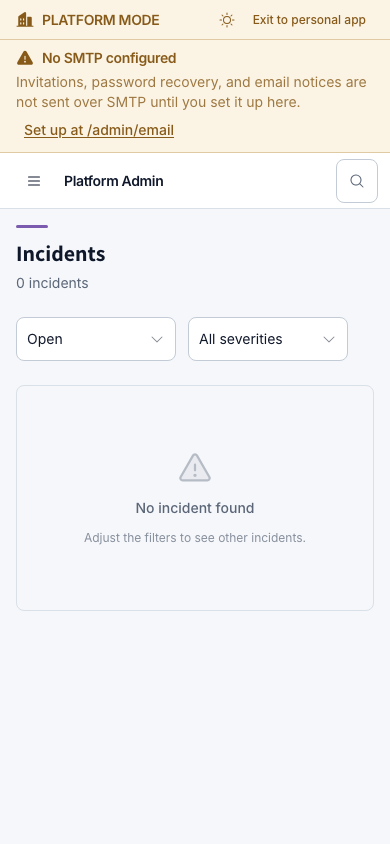 PLATFORM MODE
Exit to personal app
No SMTP configured
Invitations, password recovery, and email notices are
not sent over SMTP until you set it up here.
Set up at /admin/email
Platform Admin
Incidents
0 incidents
Open
All severities
No incident found
Adjust the filters to see other incidents.